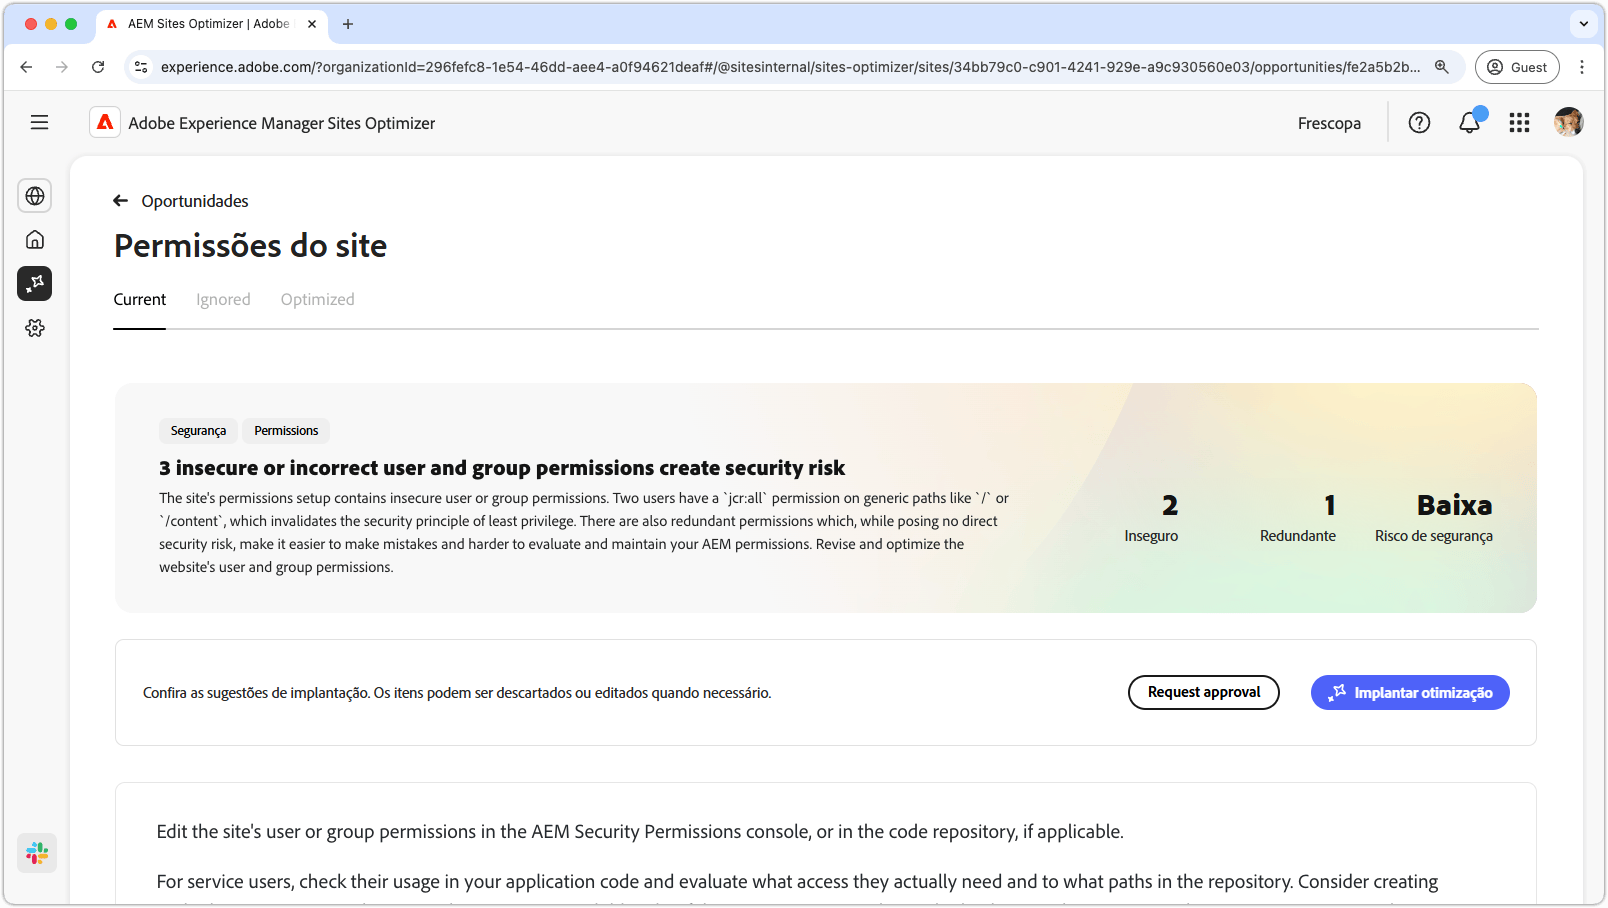 AEM Sites Optimizer | Adobe
experience.adobe.com/?organizationId=296fefc8-1e54-46dd-aee4-a0f94621deaf#/@sitesinternal/sites-optimizer/sites/34bb79c0-c901-4241-929e-a9c930560e03/opportunities/fe2a5b2b...
Guest
Adobe Experience Manager Sites Optimizer
Frescopa
Oportunidades
Permissões do site
Current Ignored Optimized
Segurança Permissions
3 insecure or incorrect user and group permissions create security risk
The site's permissions setup contains insecure user or group permissions. Two users have a `jcr:all` permission on generic paths like `/` or
`/content`, which invalidates the security principle of least privilege. There are also redundant permissions which, while posing no direct
security risk, make it easier to make mistakes and harder to evaluate and maintain your AEM permissions. Revise and optimize the
website's user and group permissions.
2 1 Baixa
Inseguro Redundante Risco de segurança
Confira as sugestões de implantação. Os itens podem ser descartados ou editados quando necessário.
Request approval
Implantar otimização
Edit the site's user or group permissions in the AEM Security Permissions console, or in the code repository, if applicable.
For service users, check their usage in your application code and evaluate what access they actually need and to what paths in the repository. Consider creating